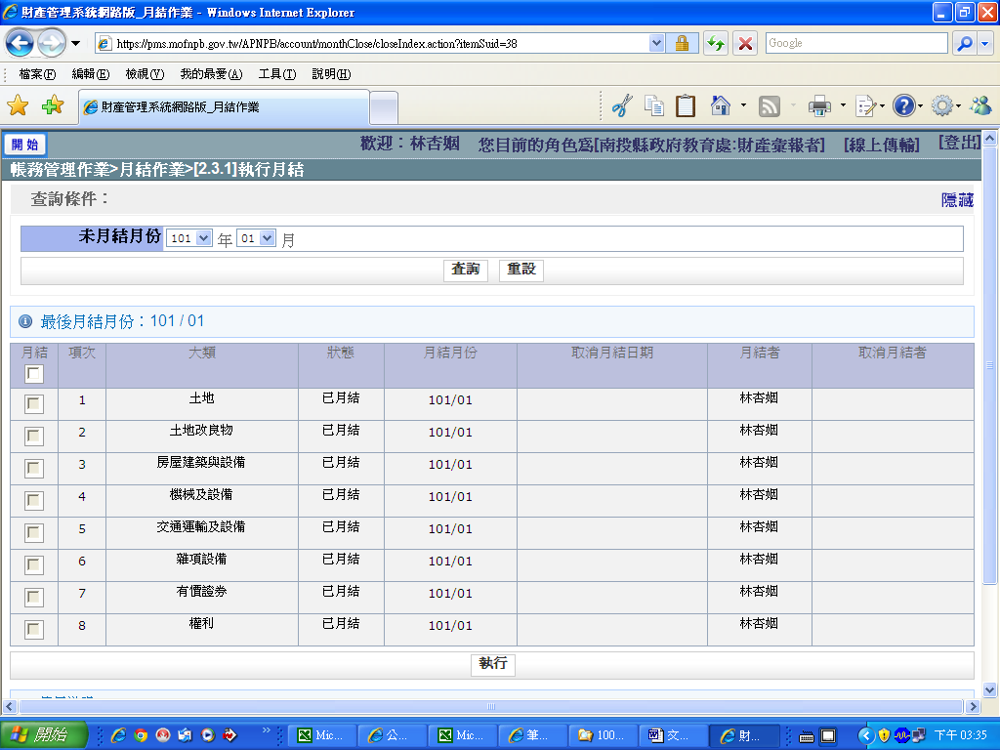 財產管理系統網路版_月結作業 - Windows Internet Explorer
https://pms.mofnpb.gov.tw/APNPB/account/monthClose/closeIndex.action?itemSuid=38
Google
檔案(F) 編輯(E) 檢視(V) 我的最愛(A) 工具(T) 說明(H)
財產管理系統網路版_月結作業
開始 歡迎：林杏姻 您目前的角色為[南投縣政府教育處:財產彙報者] [線上傳輸] [登出]
帳務管理作業>月結作業>[2.3.1]執行月結
查詢條件： 隱藏
未月結月份 101 年 01 月
查詢 重設
最後月結月份：101 / 01
月結 項次 大類 狀態 月結月份 取消月結日期 月結者 取消月結者
1 土地 已月結 101/01 林杏姻
2 土地改良物 已月結 101/01 林杏姻
3 房屋建築與設備 已月結 101/01 林杏姻
4 機械及設備 已月結 101/01 林杏姻
5 交通運輸及設備 已月結 101/01 林杏姻
6 雜項設備 已月結 101/01 林杏姻
7 有價證券 已月結 101/01 林杏姻
8 權利 已月結 101/01 林杏姻
執行
開始 Mic... 公... Mic... 筆... 100... 文... 財... 下午 03:35